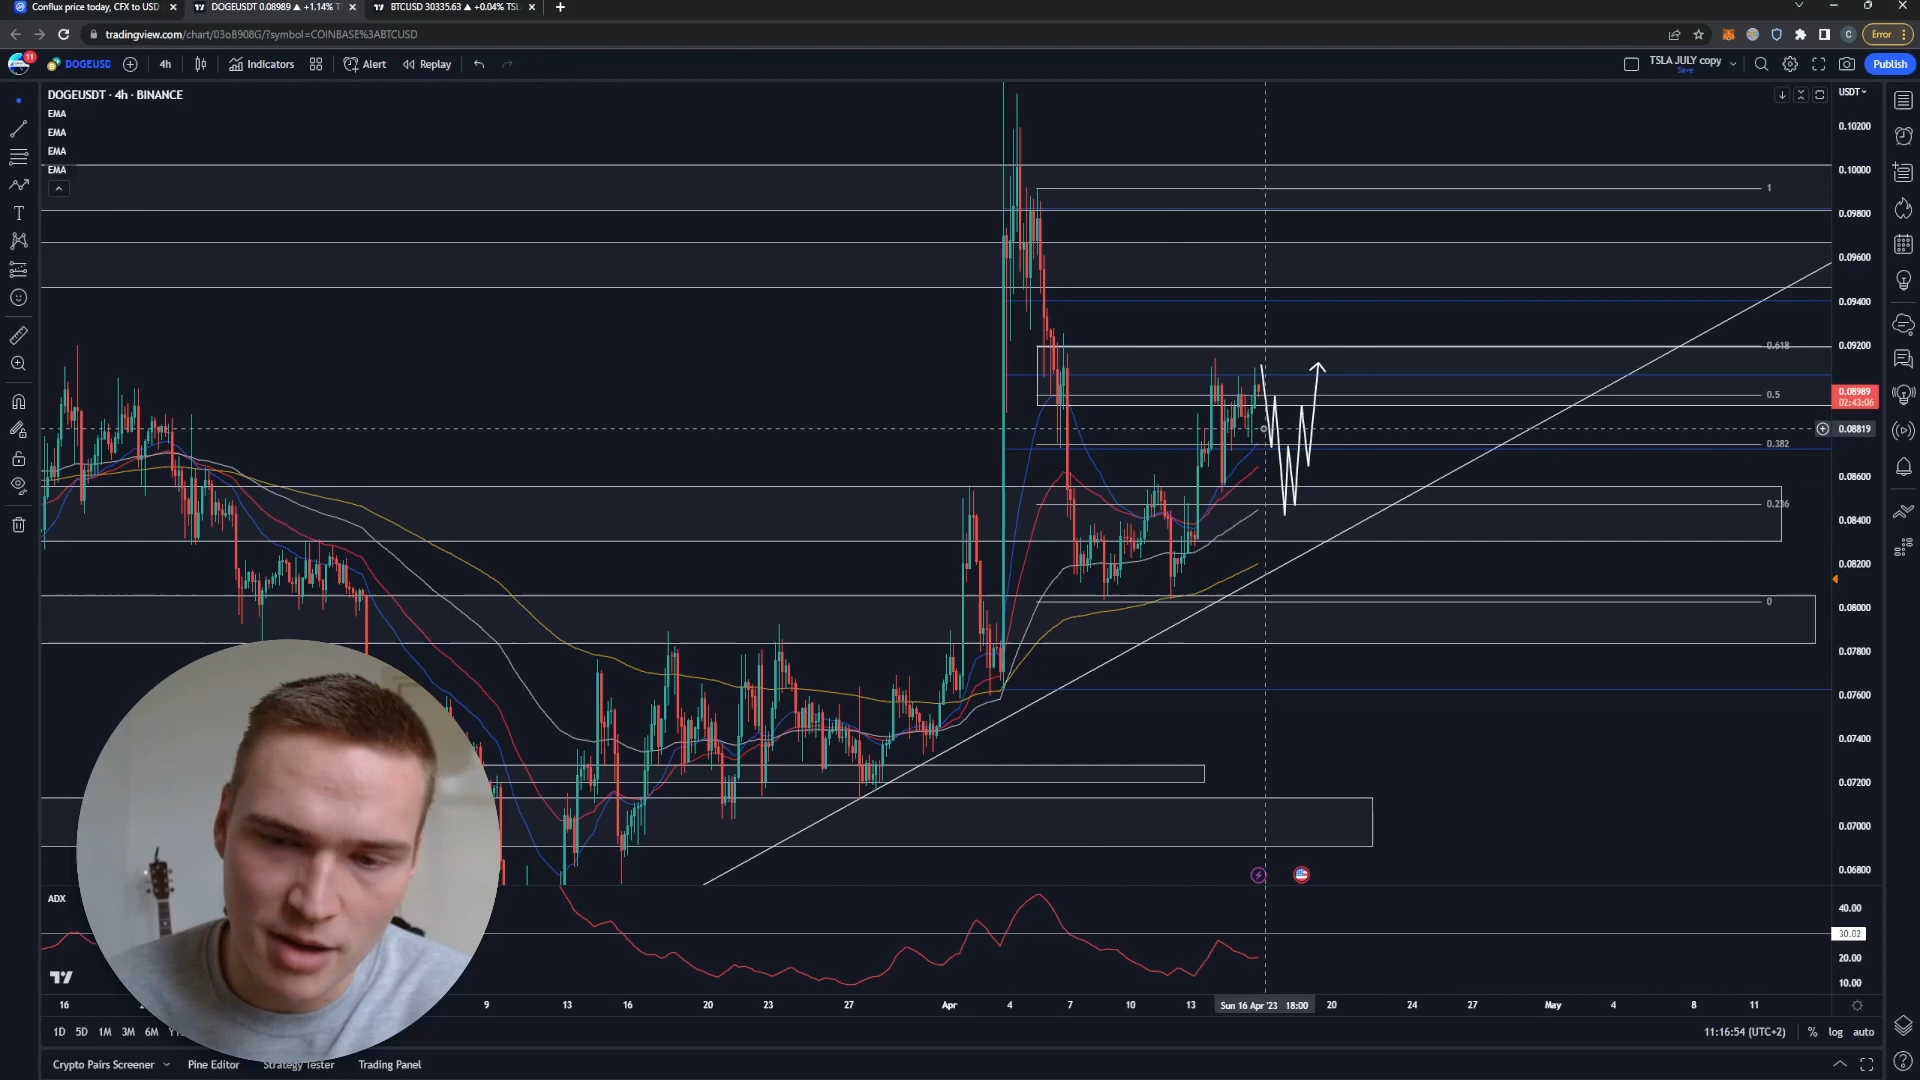 Conflux price today, CFX to USD
DOGEUSDT 0.08989 ▲ +1.14%
BTCUSD 30335.63 ▲ +0.04% TSL
tradingview.com/chart/03oB908G/?symbol=COINBASE%3ABTCUSD
Error
11
DOGEUSD
4h
Indicators
Alert
Replay
TSLA JULY copy
Save
Publish
DOGEUSDT · 4h · BINANCE
EMA
EMA
EMA
EMA
USDT
0.10200
0.10000
0.09800
0.09600
0.09400
0.09200
0.08989
02:43:06
0.08819
0.08600
0.08400
0.08200
0.08000
0.07800
0.07600
0.07400
0.07200
0.07000
0.06800
1
0.618
0.5
0.382
0.236
0
ADX
40.00
30.02
20.00
10.00
16
9
13
16
20
23
27
Apr
4
7
10
13
Sun 16 Apr '23 18:00
20
24
27
May
4
8
11
1D
5D
1M
3M
6M
11:16:54 (UTC+2)
%
log
auto
Crypto Pairs Screener
Pine Editor
Strategy Tester
Trading Panel